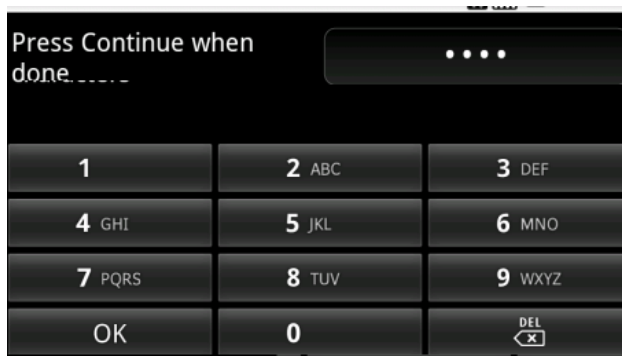 Press Continue when
done
••••
1
2 ABC
3 DEF
4 GHI
5 JKL
6 MNO
7 PQRS
8 TUV
9 WXYZ
OK
0
DEL